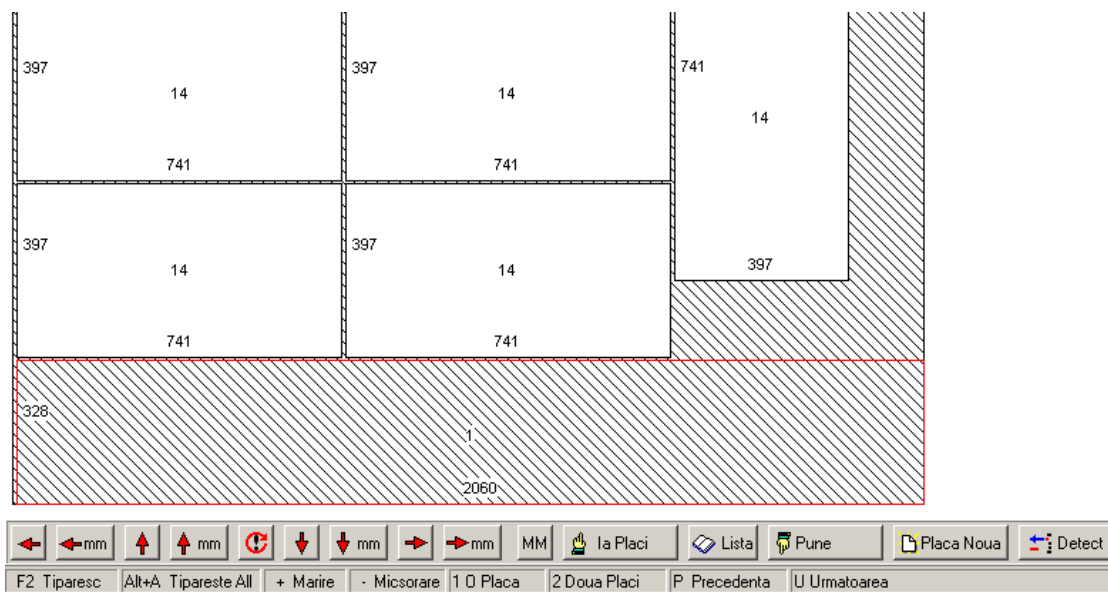 397 397 741
14 14 14
741 741
397 397 397
14 14
741 741
328
1
2060
mm mm mm mm MM Ia Placi Lista Pune Placa Noua Detect
F2 Tiparesc Alt+A Tipareste All + Marire - Micsorare 1 O Placa 2 Doua Placi P Precedenta U Urmatoarea